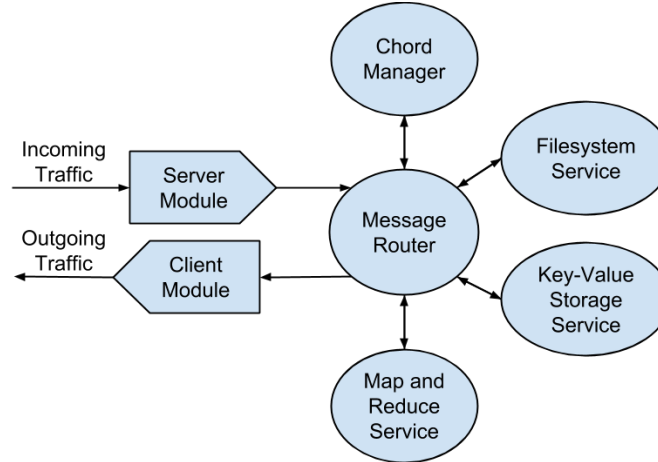 Chord
Manager
Incoming
Traffic
Server
Module
Filesystem
Service
Message
Router
Outgoing
Traffic
Client
Module
Key-Value
Storage
Service
Map and
Reduce
Service